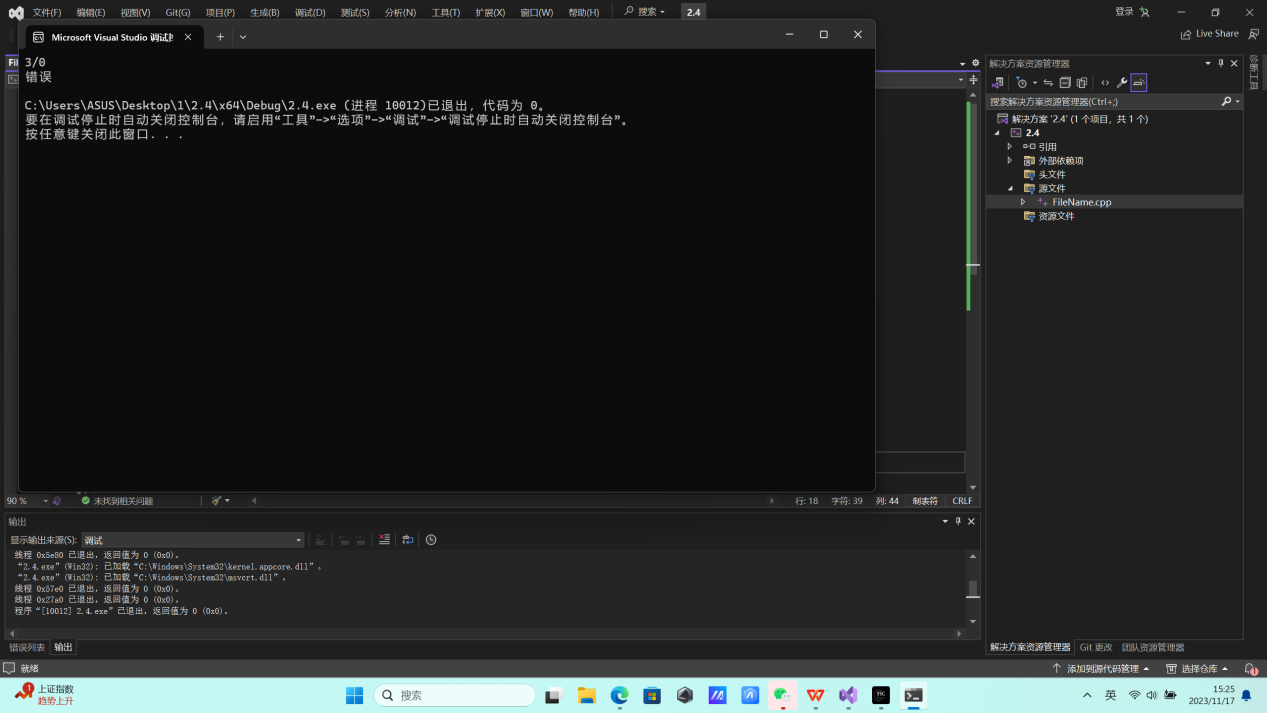 文件(F) 编辑(E) 视图(V) Git(G) 项目(P) 生成(B) 调试(D) 测试(S) 分析(N) 工具(T) 扩展(X) 窗口(W) 帮助(H) 搜索 2.4 登录
Microsoft Visual Studio 调试控
Live Share
3/0
错误
C:\Users\ASUS\Desktop\1\2.4\x64\Debug\2.4.exe (进程 10012)已退出，代码为 0。
要在调试停止时自动关闭控制台，请启用“工具”->“选项”->“调试”->“调试停止时自动关闭控制台”。
按任意键关闭此窗口. . .
Fil
解决方案资源管理器
搜索解决方案资源管理器(Ctrl+;)
解决方案 '2.4' (1 个项目，共 1 个)
2.4
引用
外部依赖项
头文件
源文件
FileName.cpp
资源文件
诊断工具
90 % 未找到相关问题 行: 18 字符: 39 列: 44 制表符 CRLF
输出
显示输出来源(S): 调试
线程 0x5e80 已退出，返回值为 0 (0x0)。
“2.4.exe”(Win32): 已加载“C:\Windows\System32\kernel.appcore.dll”。
“2.4.exe”(Win32): 已加载“C:\Windows\System32\msvcrt.dll”。
线程 0x57e0 已退出，返回值为 0 (0x0)。
线程 0x27a0 已退出，返回值为 0 (0x0)。
程序“[10012] 2.4.exe”已退出，返回值为 0 (0x0)。
错误列表 输出
解决方案资源管理器 Git 更改 团队资源管理器
就绪 添加到源代码管理 选择仓库 1
1 上证指数
趋势上升
搜索
英
15:25
2023/11/17